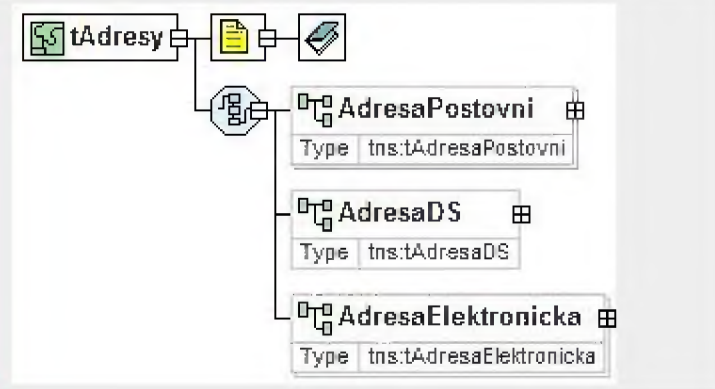 tAdresy
AdresaPostovni
Type tns:tAdresaPostovni
AdresaDS
Type tns:tAdresaDS
AdresaElektronicka
Type tns:tAdresaElektronicka